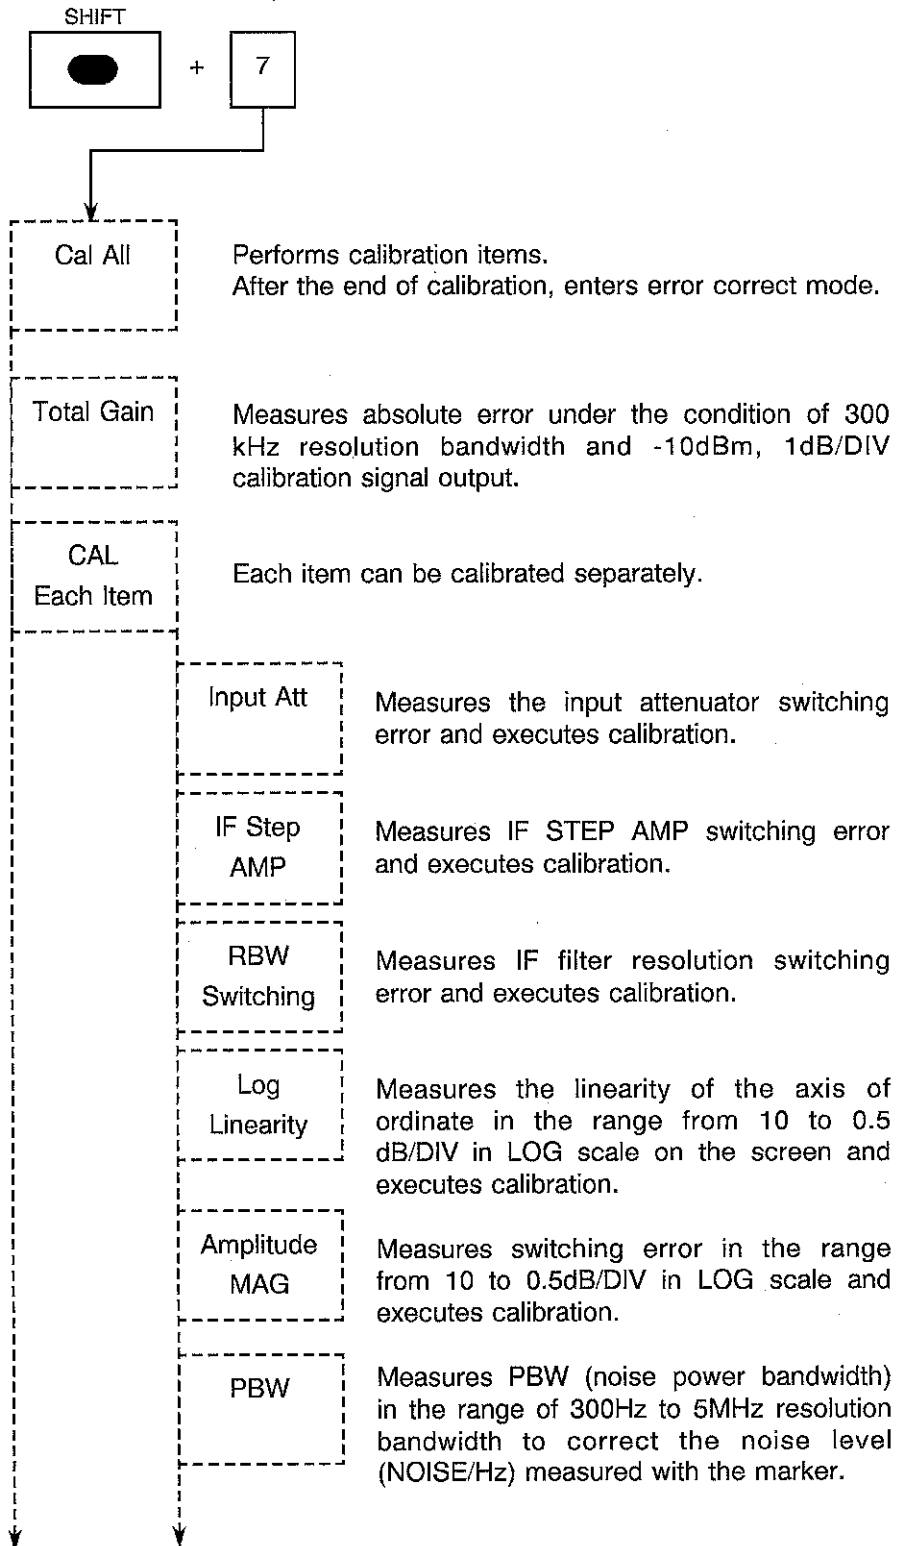 SHIFT
+ 7
Cal All
Performs calibration items.
After the end of calibration, enters error correct mode.
Total Gain
Measures absolute error under the condition of 300
kHz resolution bandwidth and -10dBm, 1dB/DIV
calibration signal output.
CAL
Each Item
Each item can be calibrated separately.
Input Att
Measures the input attenuator switching
error and executes calibration.
IF Step
AMP
Measures IF STEP AMP switching error
and executes calibration.
RBW
Switching
Measures IF filter resolution switching
error and executes calibration.
Log
Linearity
Measures the linearity of the axis of
ordinate in the range from 10 to 0.5
dB/DIV in LOG scale on the screen and
executes calibration.
Amplitude
MAG
Measures switching error in the range
from 10 to 0.5dB/DIV in LOG scale and
executes calibration.
PBW
Measures PBW (noise power bandwidth)
in the range of 300Hz to 5MHz resolution
bandwidth to correct the noise level
(NOISE/Hz) measured with the marker.